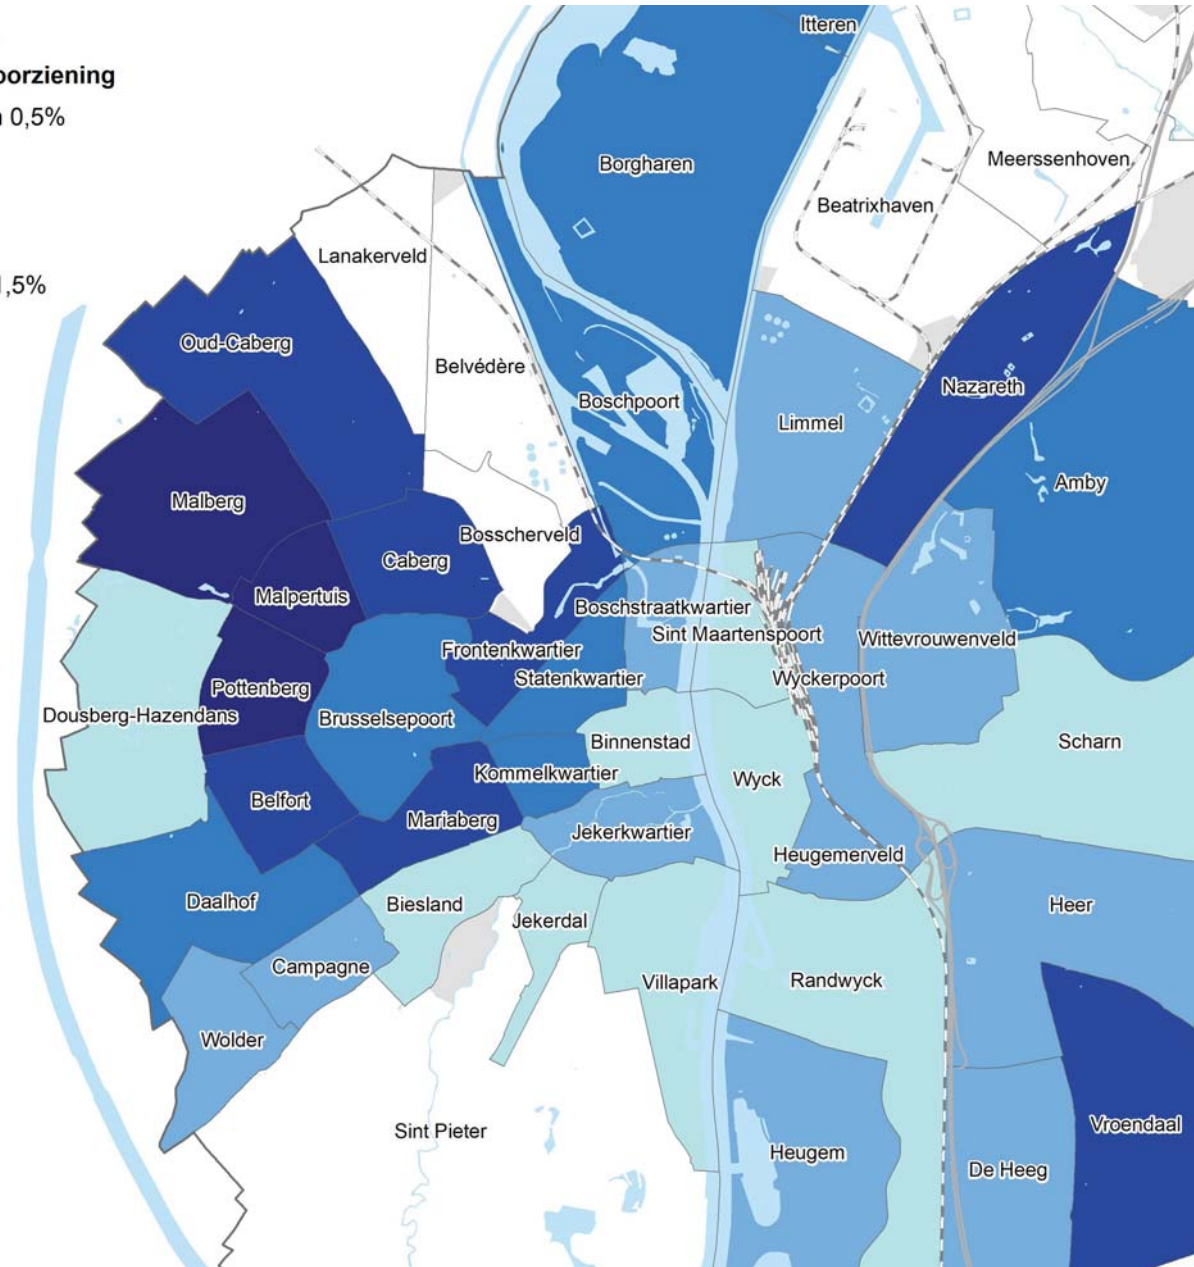 oorziening
0,5%
,5%
Itteren
Borgharen
Meerssenhoven
Beatrixhaven
Lanakerveld
Oud-Caberg
Belvédère
Nazareth
Boschpoort
Limmel
Amby
Malberg
Bosscherveld
Caberg
Malpertuis
Boschstraatkwartier
Sint Maartenspoort
Wittevrouwenveld
Frontenkwartier
Statenkwartier
Wyckerpoort
Pottenberg
Dousberg-Hazendans
Brusselsepoort
Binnenstad
Scharn
Kommelkwartier
Wyck
Belfort
Mariaberg
Jekerkwartier
Heugemerveld
Daalhof
Biesland
Heer
Jekerdal
Campagne
Villapark
Randwyck
Wolder
Sint Pieter
Vroendaal
Heugem
De Heeg